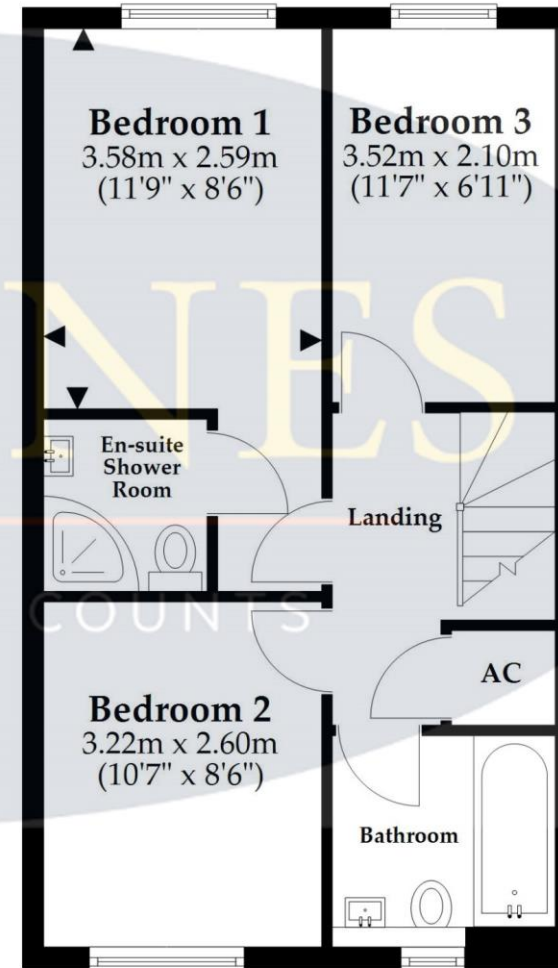 Bedroom 1
3.58m x 2.59m
(11'9" x 8'6")
Bedroom 3
3.52m x 2.10m
(11'7" x 6'11")
NES
En-suite
Shower
Room
Landing
COUNTS
Bedroom 2
3.22m x 2.60m
(10'7" x 8'6")
AC
Bathroom